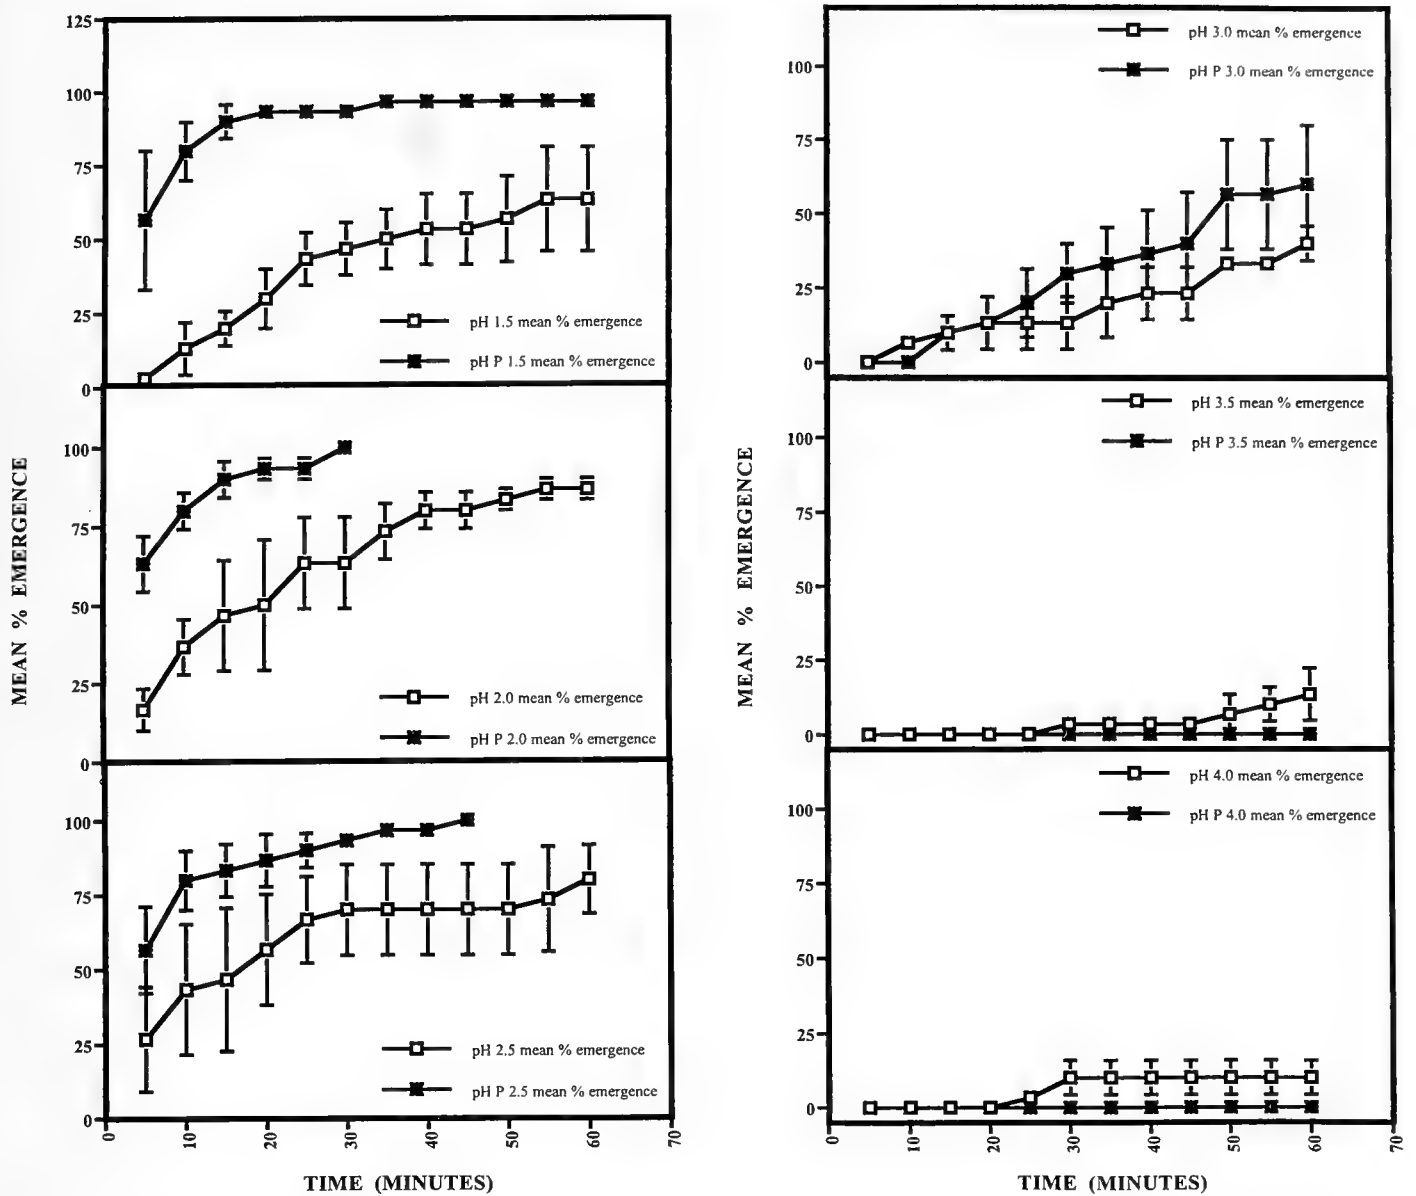 125
100
75
50
25
0
pH 1.5 mean % emergence
pH P 1.5 mean % emergence
100
75
50
25
0
pH 2.0 mean % emergence
pH P 2.0 mean % emergence
100
75
50
25
0
pH 2.5 mean % emergence
pH P 2.5 mean % emergence
0
10
20
30
40
50
60
70
MEAN % EMERGENCE
TIME (MINUTES)
100
75
50
25
0
pH 3.0 mean % emergence
pH P 3.0 mean % emergence
100
75
50
25
0
pH 3.5 mean % emergence
pH P 3.5 mean % emergence
100
75
50
25
0
pH 4.0 mean % emergence
pH P 4.0 mean % emergence
0
10
20
30
40
50
60
70
MEAN % EMERGENCE
TIME (MINUTES)